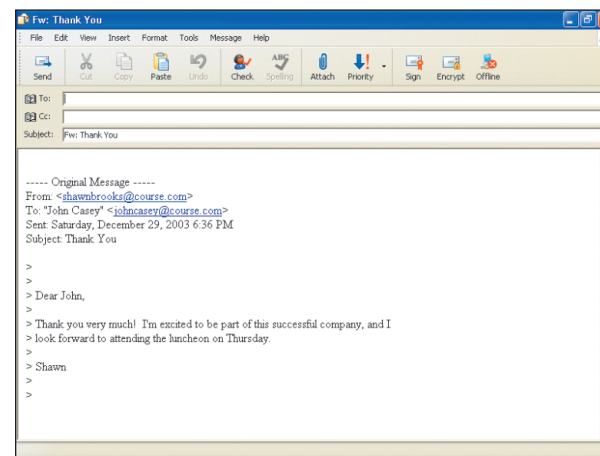 Fw: Thank You
File Edit View Insert Format Tools Message Help
Send Cut Copy Paste Undo Check ABC Spelling Attach Priority Sign Encrypt Offline
To:
Cc:
Subject: Fw: Thank You
----- Original Message -----
From: <shawnbrooks@course.com>
To: "John Casey" <johncasey@course.com>
Sent: Saturday, December 29, 2003 6:36 PM
Subject: Thank You
>
>
> Dear John,
>
> Thank you very much! I'm excited to be part of this successful company, and I
> look forward to attending the luncheon on Thursday.
>
> Shawn
>
>